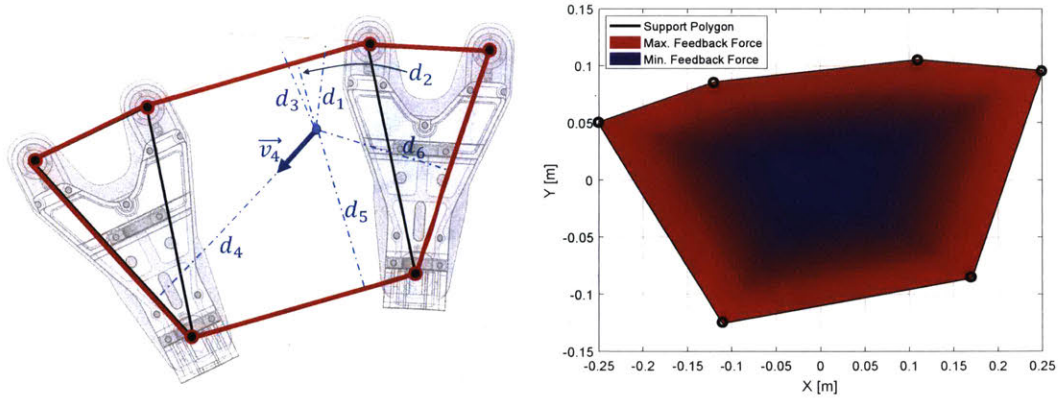 d₂
d₃
d₁
v₄
d₆
d₅
d₄
0.15
0.1
0.05
0
-0.05
-0.1
-0.15
Y [m]
Support Polygon
Max. Feedback Force
Min. Feedback Force
-0.25
-0.2
-0.15
-0.1
-0.05
0
0.05
0.1
0.15
0.2
0.25
X [m]